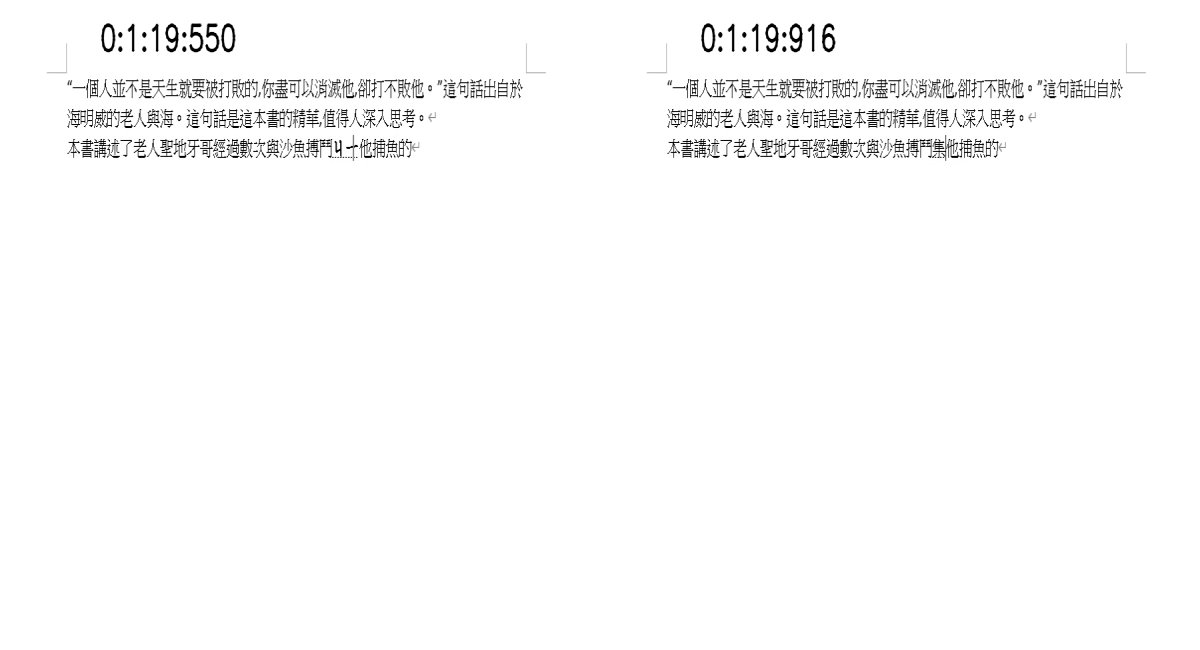 0:1:19:550
“一個人並不是天生就要被打敗的,你盡可以消滅他,卻打不敗他。”這句話出自於
海明威的老人與海。這句話是這本書的精華,值得人深入思考。
本書講述了老人聖地牙哥經過數次與沙魚搏鬥ㄐㄧ他捕魚的
0:1:19:916
“一個人並不是天生就要被打敗的,你盡可以消滅他,卻打不敗他。”這句話出自於
海明威的老人與海。這句話是這本書的精華,值得人深入思考。
本書講述了老人聖地牙哥經過數次與沙魚搏鬥集他捕魚的